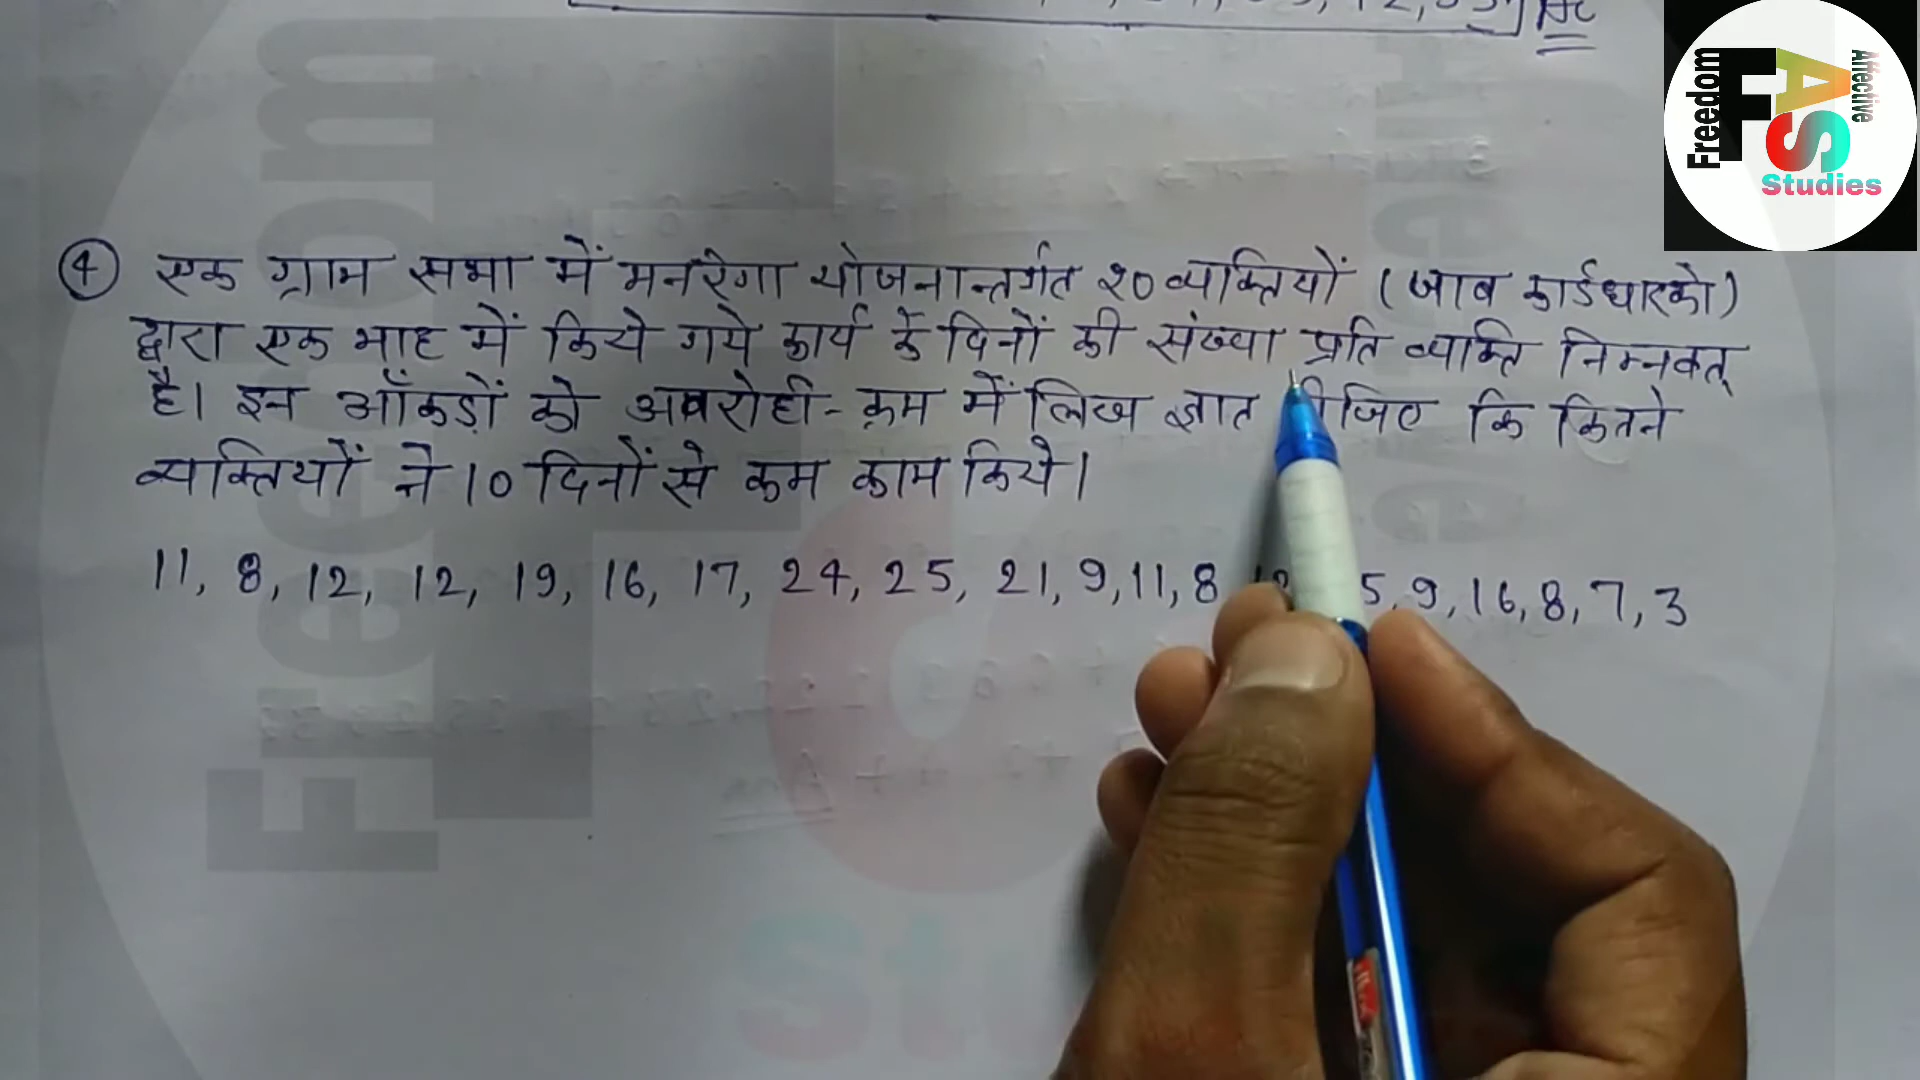 Freedom
FAS
Affective
Studies
④ एक ग्राम सभा में मनरेगा योजनान्तर्गत २० व्यक्तियों (जाब कार्डधारको)
द्वारा एक माह में किये गये कार्य के दिनों की संख्या प्रति व्यक्ति निम्नवत्
है। इन आँकड़ों को अवरोही-क्रम में लिख ज्ञात कीजिए कि कितने
व्यक्तियों ने 10 दिनों से कम काम किये।
11, 8, 12, 12, 19, 16, 17, 24, 25, 21, 9, 11, 8 5, 9, 16, 8, 7, 3